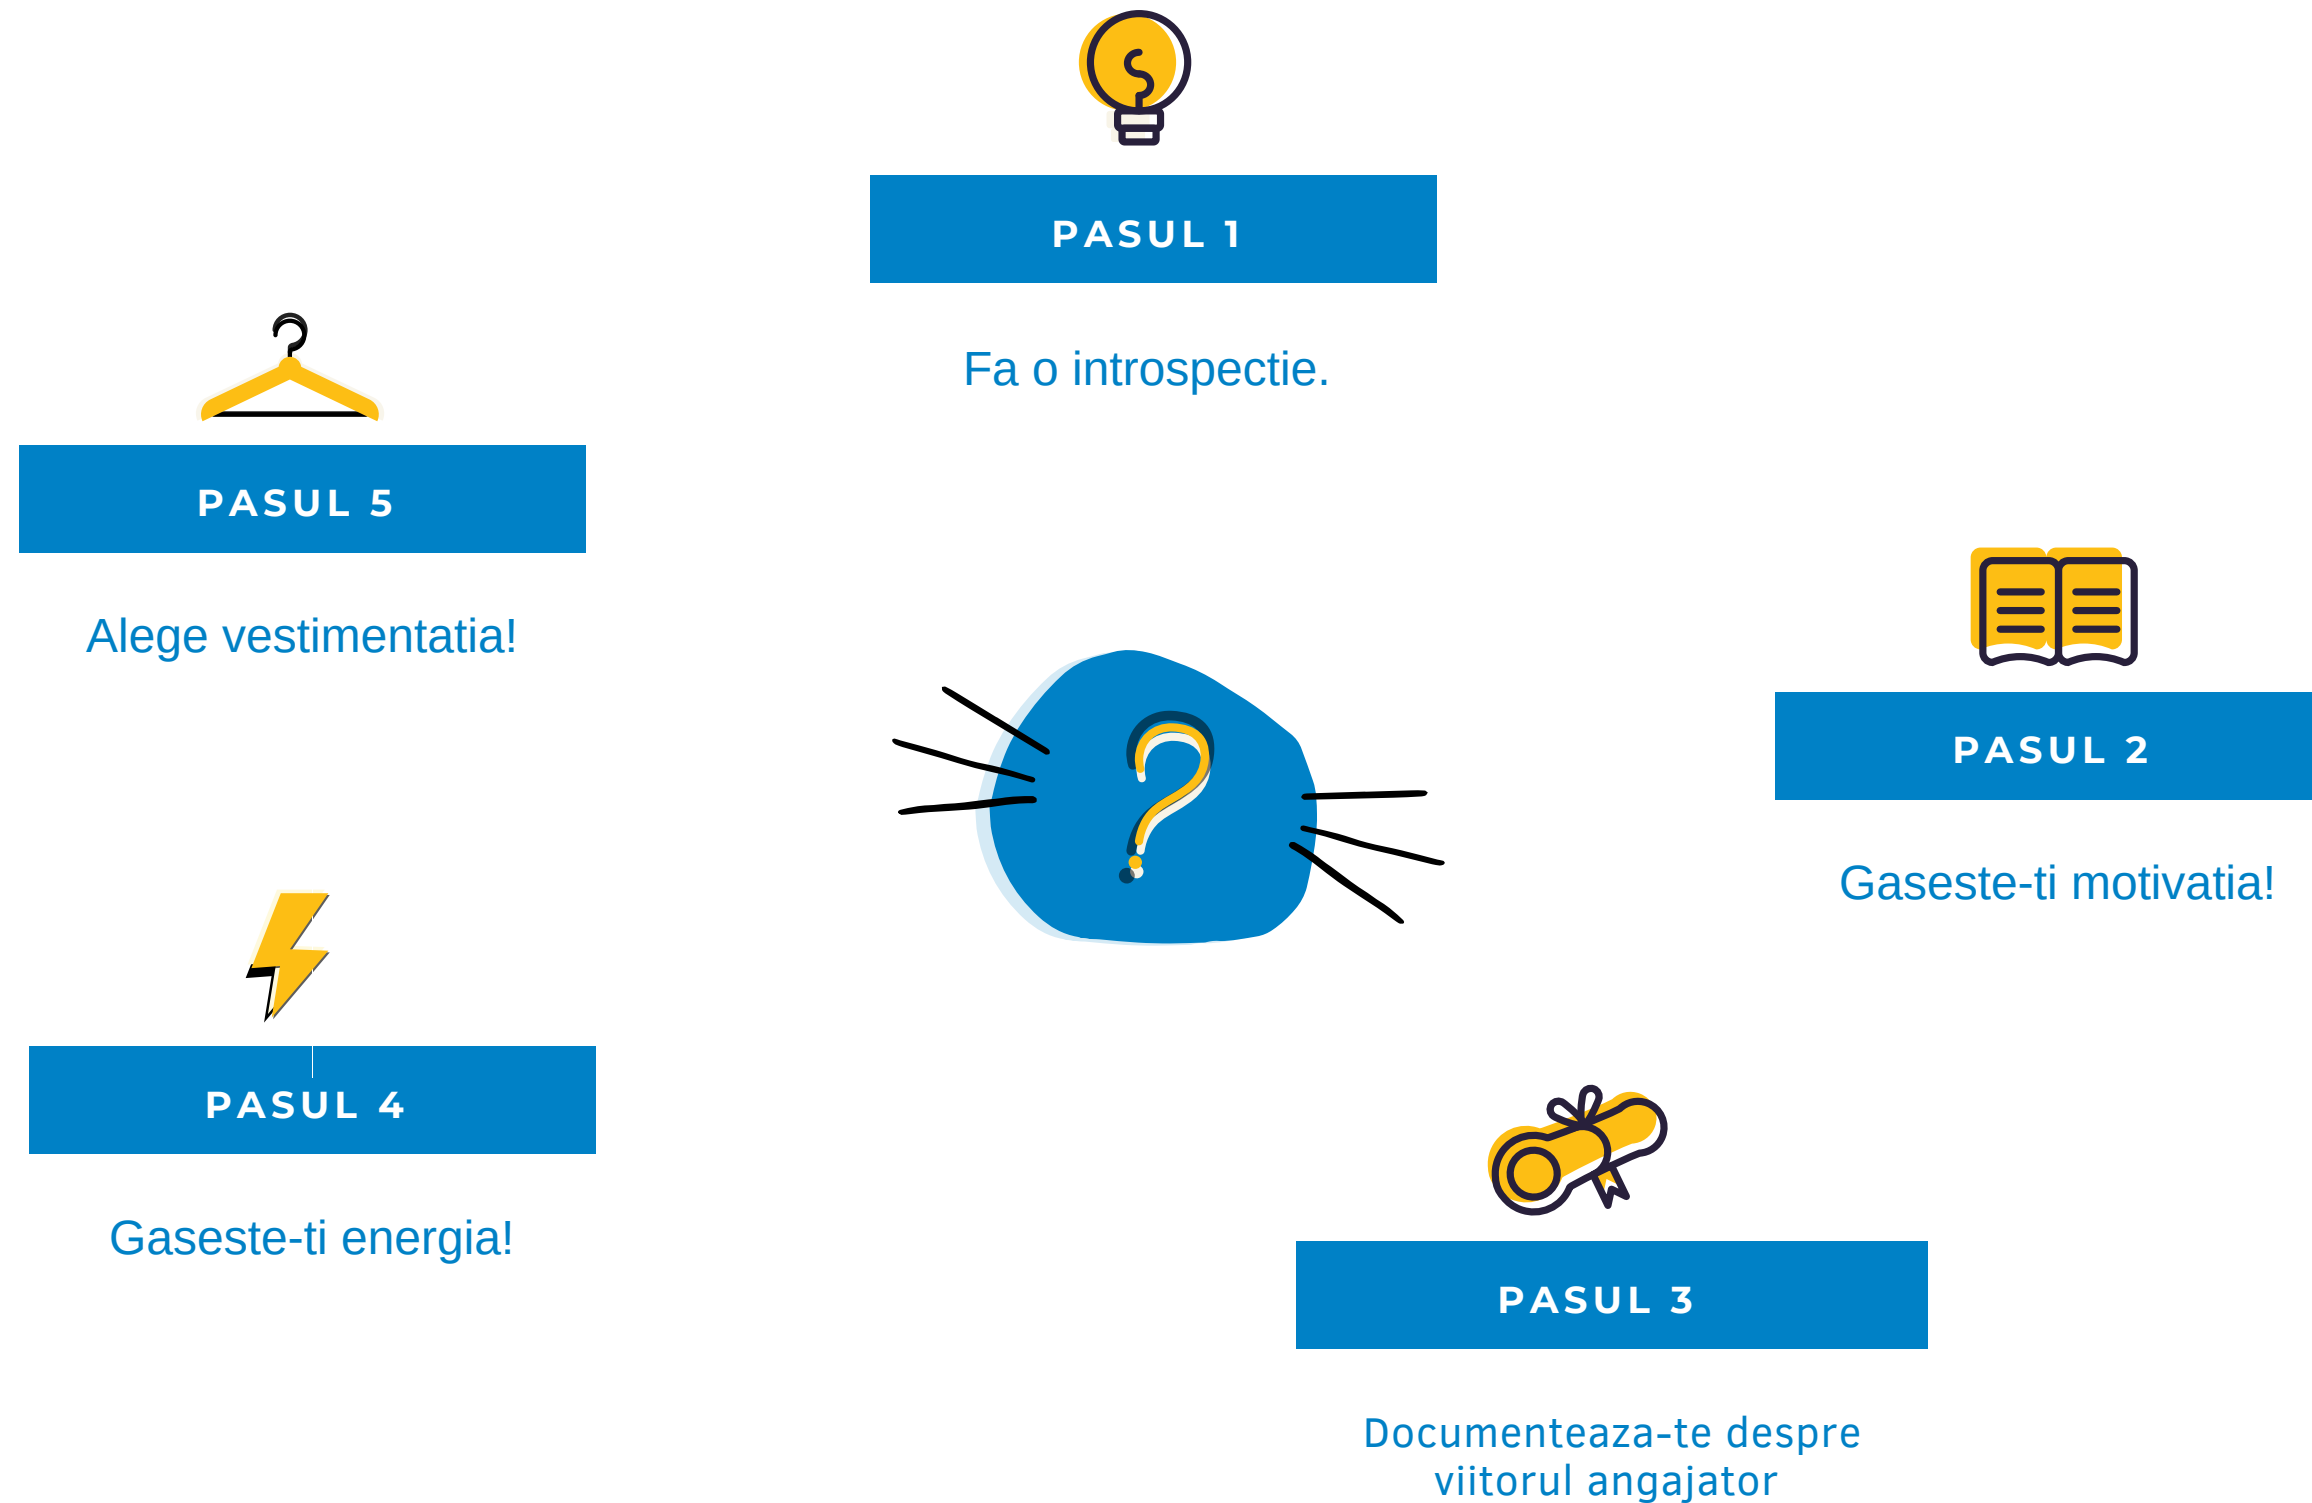 PASUL 1
Fa o introspectie.
PASUL 2
Gaseste-ti motivatia!
PASUL 3
Documenteaza-te despre
viitorul angajator
PASUL 4
Gaseste-ti energia!
PASUL 5
Alege vestimentatia!
?